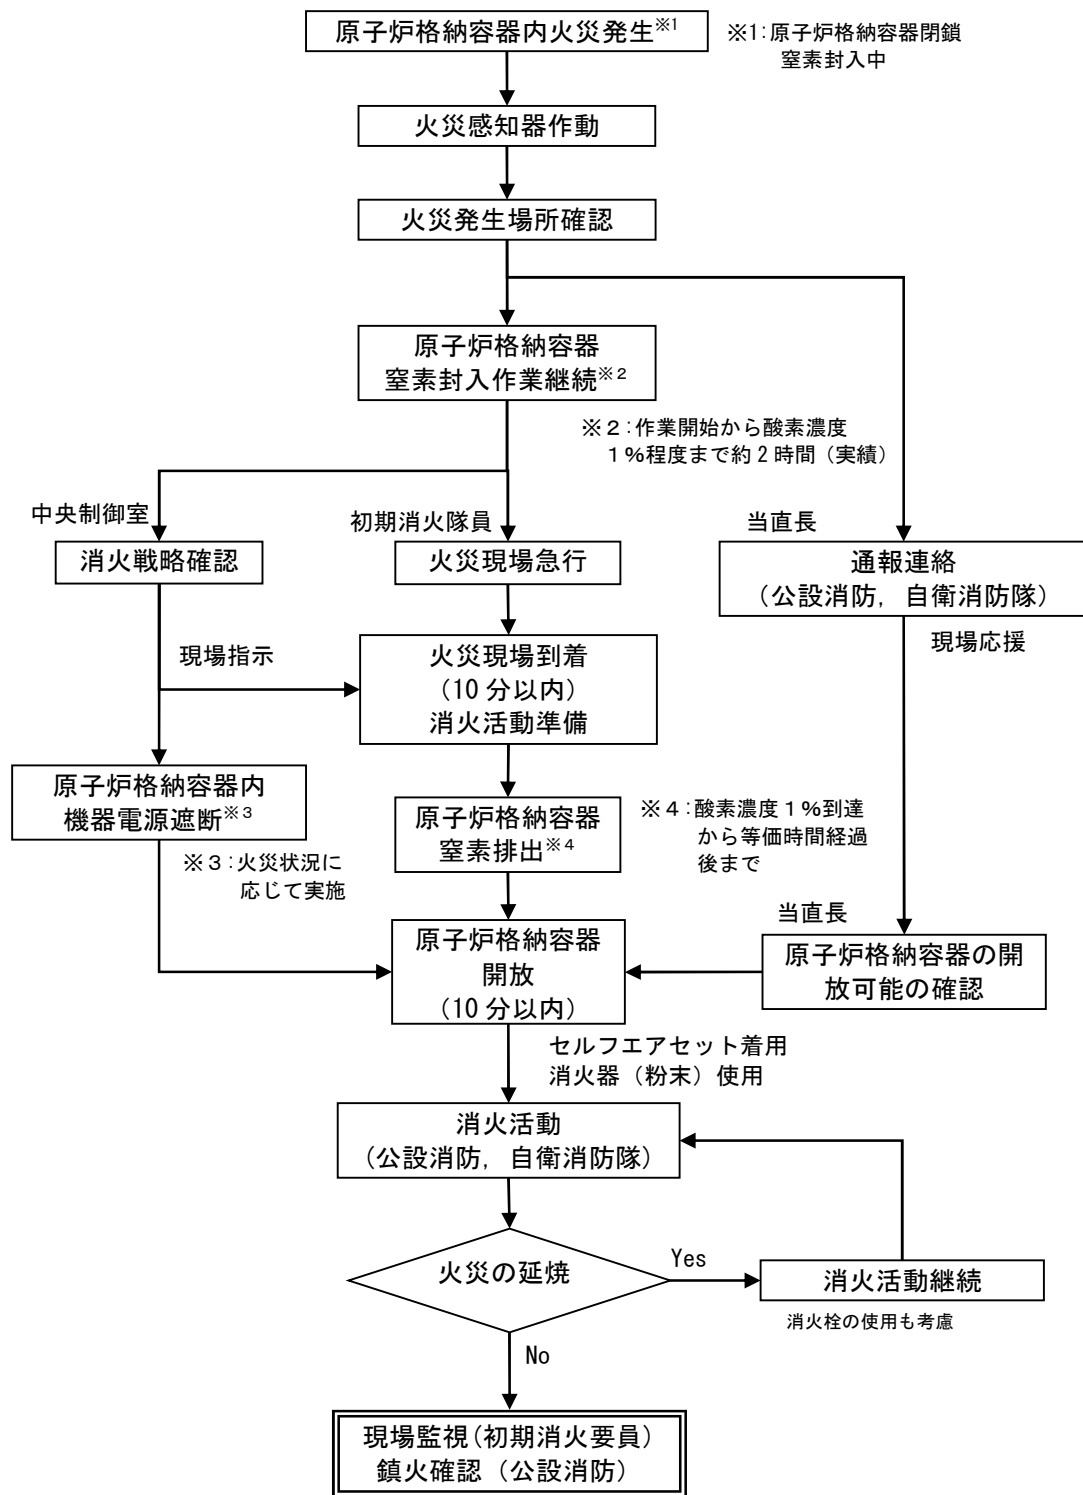 原子炉格納容器内火災発生※1
※1:原子炉格納容器閉鎖
窒素封入中
火災感知器作動
火災発生場所確認
原子炉格納容器
窒素封入作業継続※2
※2:作業開始から酸素濃度
1%程度まで約2時間(実績)
中央制御室
初期消火隊員
当直長
消火戦略確認
火災現場急行
通報連絡
(公設消防,自衛消防隊)
現場指示
現場応援
火災現場到着
(10分以内)
消火活動準備
原子炉格納容器内
機器電源遮断※3
※3:火災状況に
応じて実施
原子炉格納容器
窒素排出※4
※4:酸素濃度1%到達
から等価時間経過
後まで
当直長
原子炉格納容器の開
放可能の確認
原子炉格納容器
開放
(10分以内)
セルフエアセット着用
消火器(粉末)使用
消火活動
(公設消防,自衛消防隊)
火災の延焼
Yes
消火活動継続
消火栓の使用も考慮
No
現場監視(初期消火要員)
鎮火確認(公設消防)